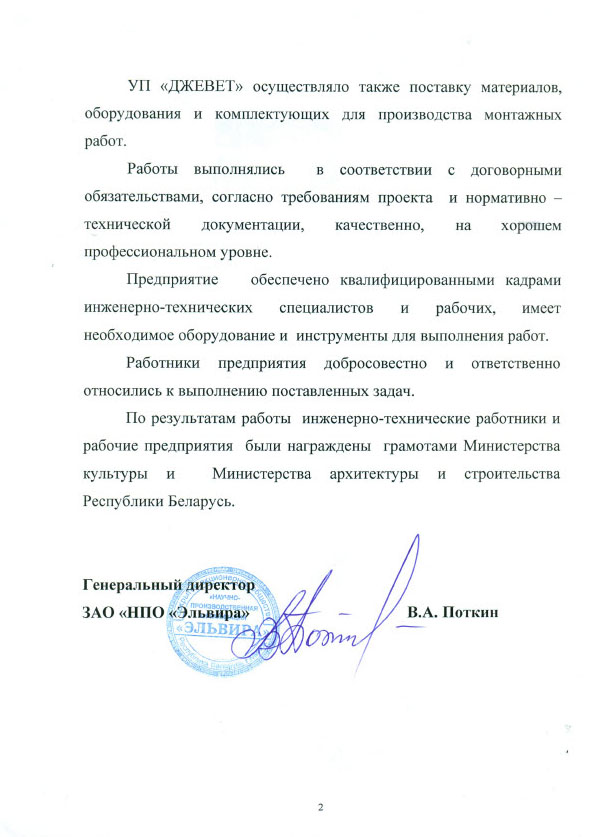 УП «ДЖЕВЕТ» осуществляло также поставку материалов,
оборудования и комплектующих для производства монтажных
работ.
Работы выполнялись в соответствии с договорными
обязательствами, согласно требованиям проекта и нормативно –
технической документации, качественно, на хорошем
профессиональном уровне.
Предприятие обеспечено квалифицированными кадрами
инженерно-технических специалистов и рабочих, имеет
необходимое оборудование и инструменты для выполнения работ.
Работники предприятия добросовестно и ответственно
относились к выполнению поставленных задач.
По результатам работы инженерно-технические работники и
рабочие предприятия были награждены грамотами Министерства
культуры и Министерства архитектуры и строительства
Республики Беларусь.
Генеральный директор
ЗАО «НПО «Эльвира» В.А. Поткин
«НАУЧНО-
ПРОИЗВОДСТВЕННАЯ
«ЭЛЬВИРА»
2